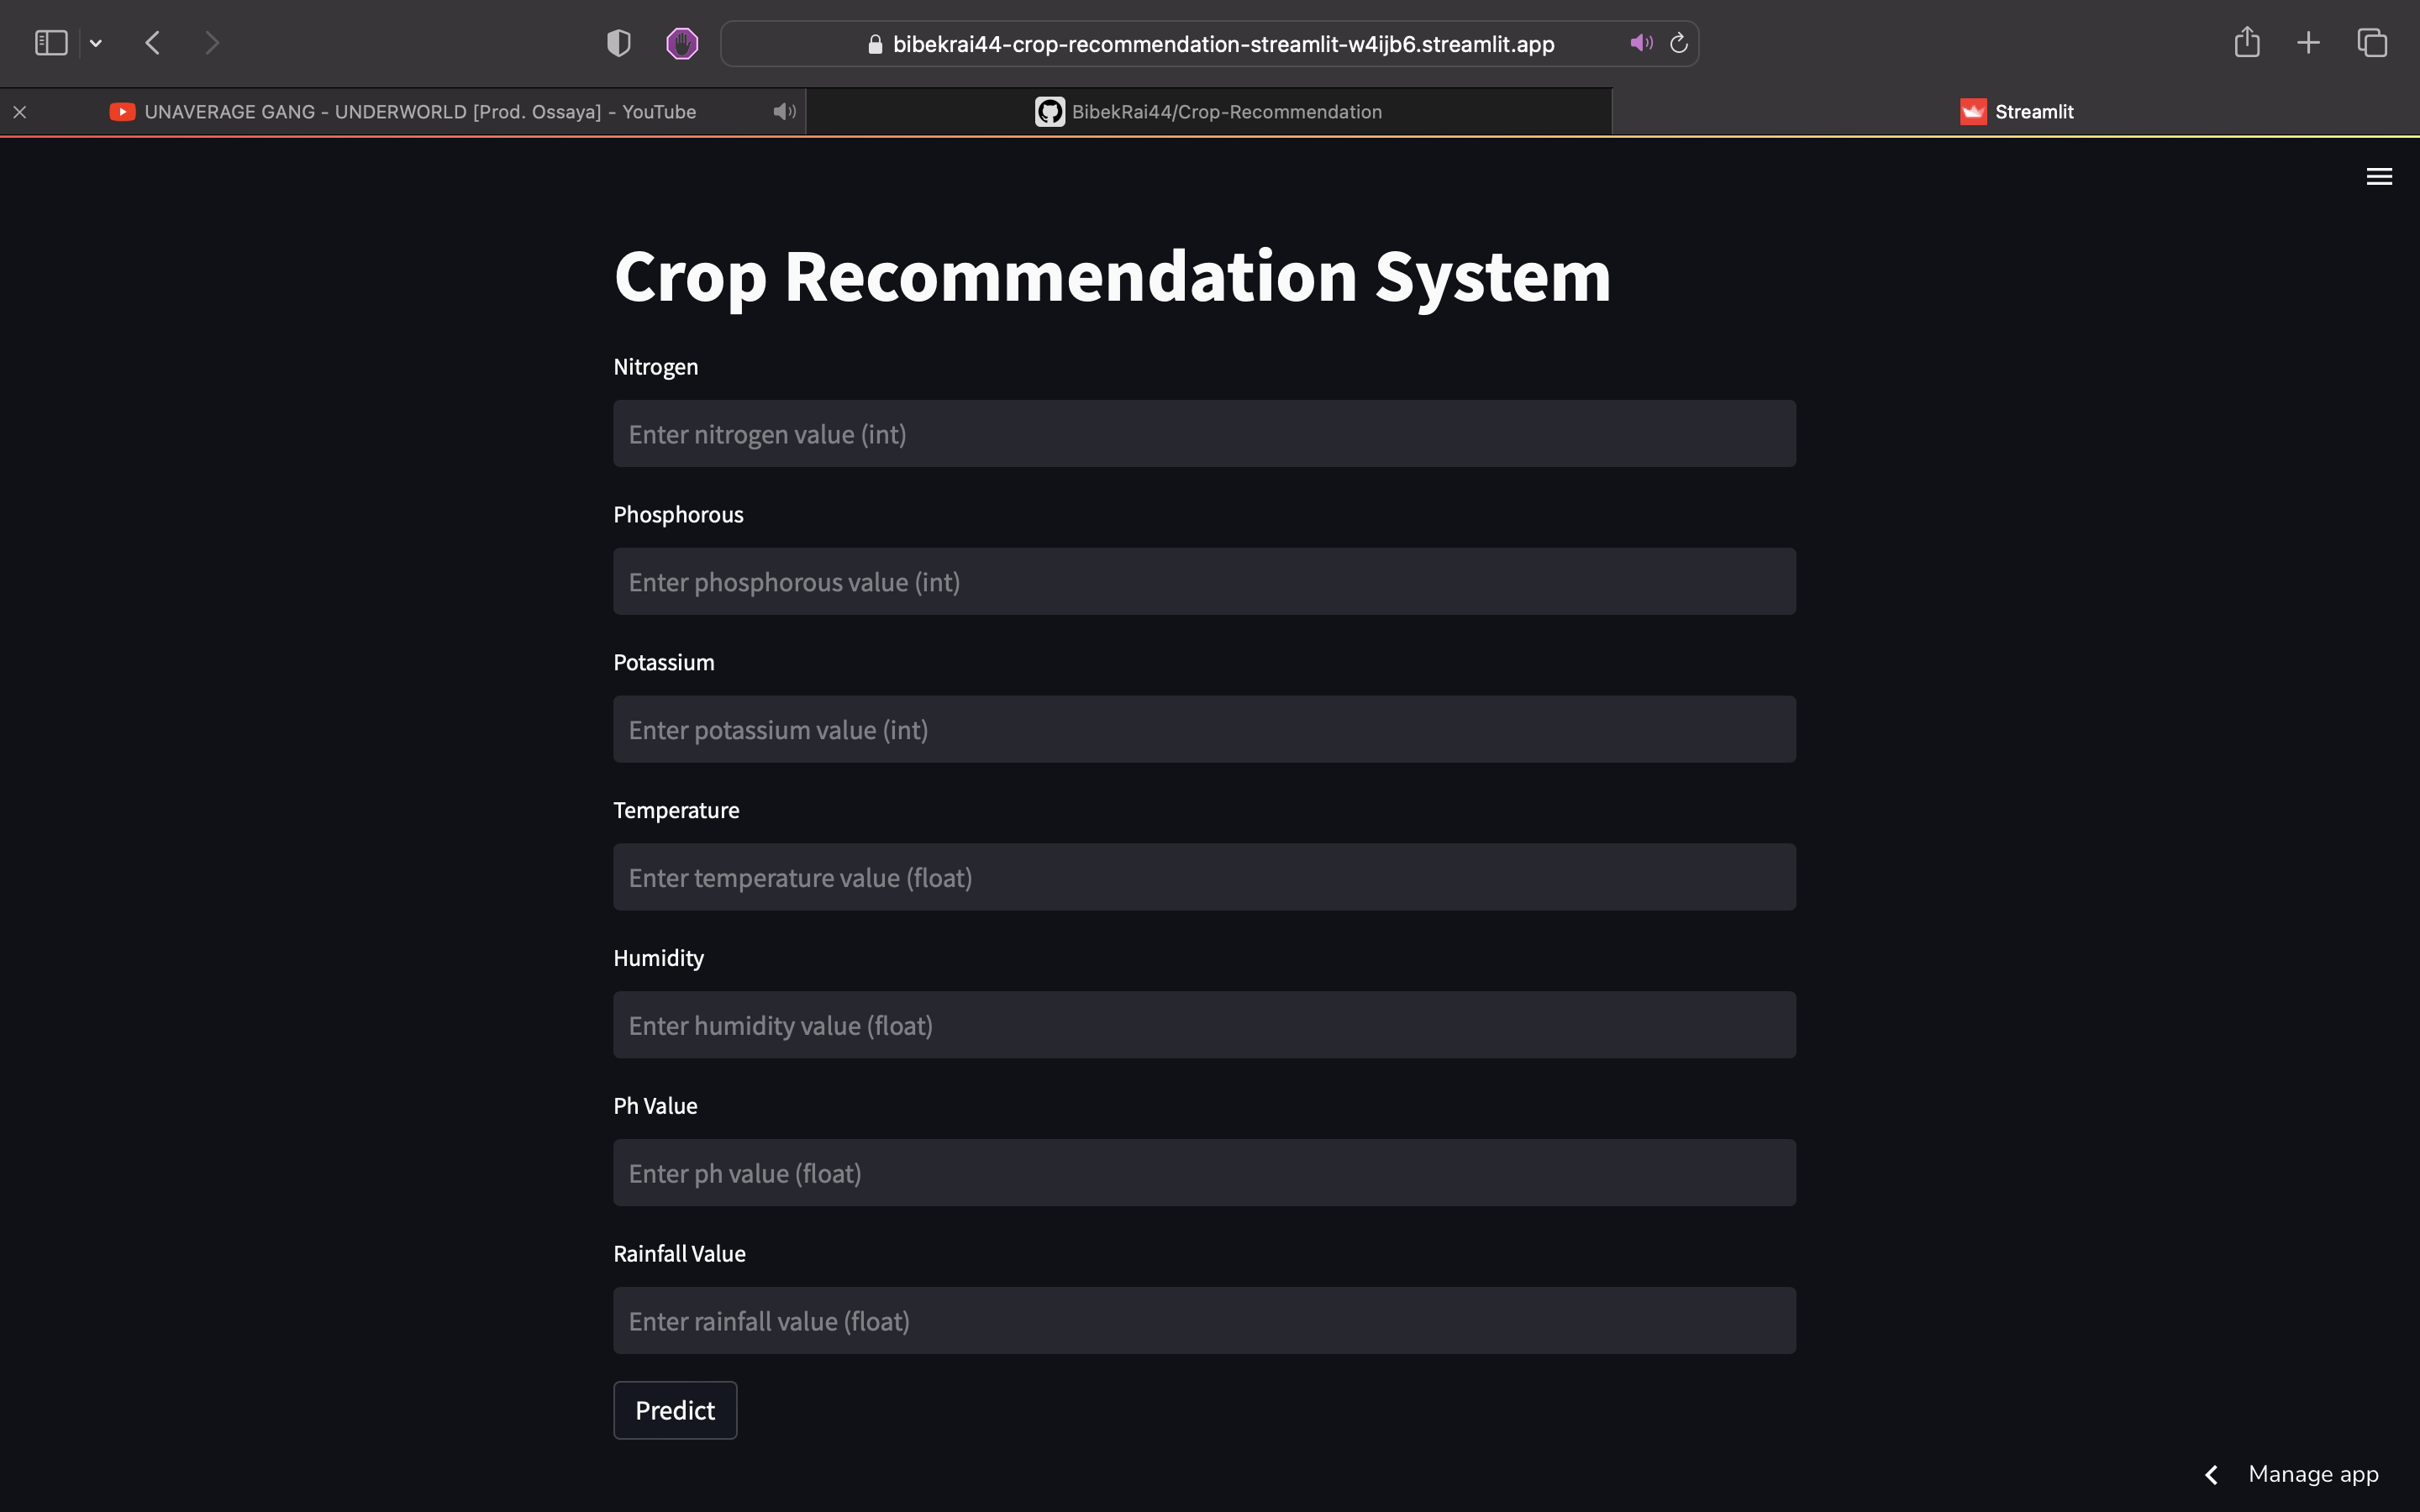 bibekrai44-crop-recommendation-streamlit-w4ijb6.streamlit.app
UNAVERAGE GANG - UNDERWORLD [Prod. Ossaya] - YouTube
BibekRai44/Crop-Recommendation
Streamlit
Crop Recommendation System
Nitrogen
Enter nitrogen value (int)
Phosphorous
Enter phosphorous value (int)
Potassium
Enter potassium value (int)
Temperature
Enter temperature value (float)
Humidity
Enter humidity value (float)
Ph Value
Enter ph value (float)
Rainfall Value
Enter rainfall value (float)
Predict
Manage app